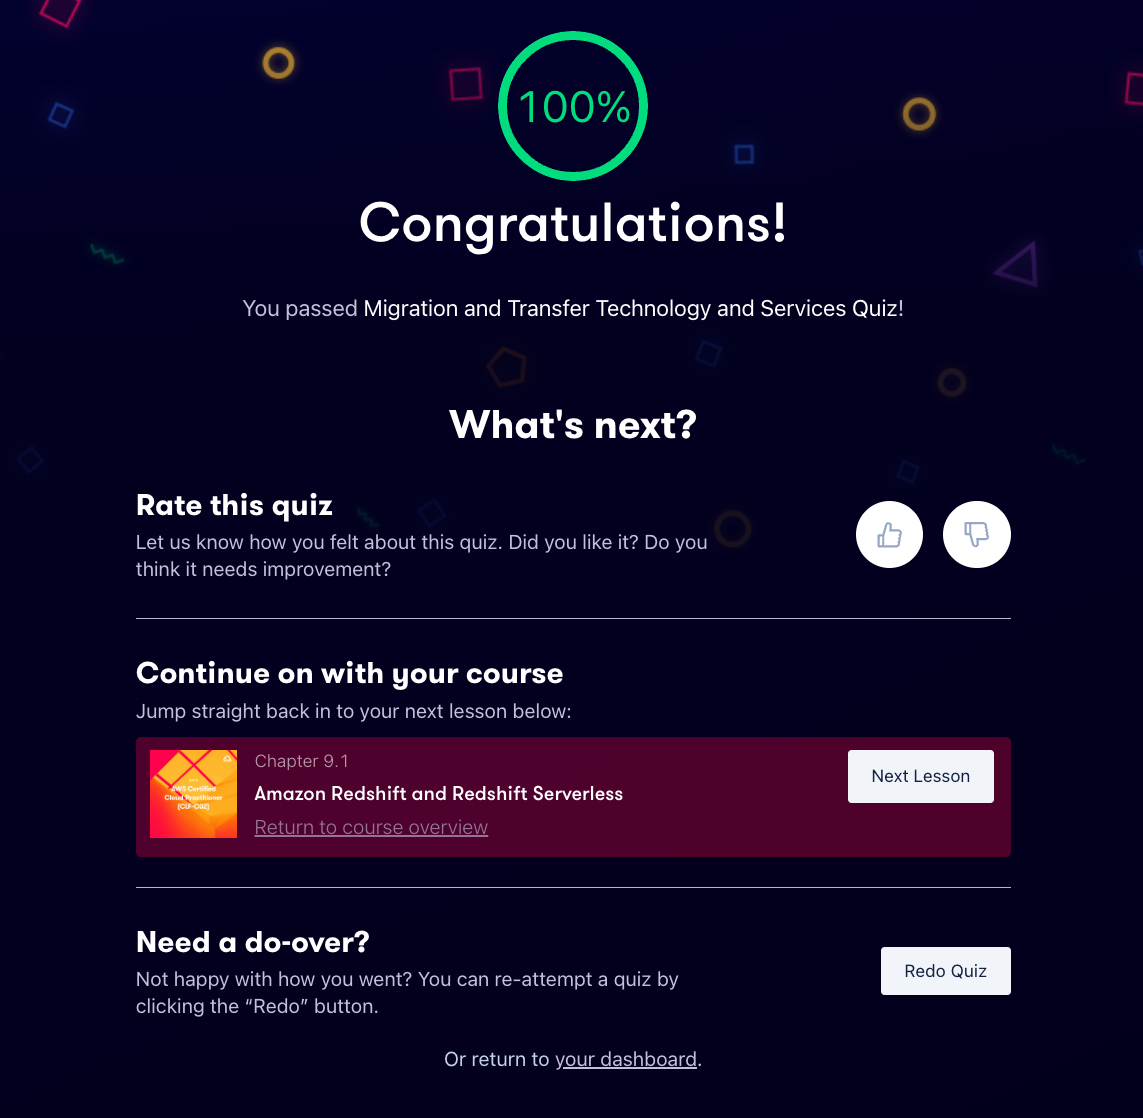 100%
Congratulations!
You passed Migration and Transfer Technology and Services Quiz!
What's next?
Rate this quiz
Let us know how you felt about this quiz. Did you like it? Do you
think it needs improvement?
Continue on with your course
Jump straight back in to your next lesson below:
Chapter 9.1
AWS Certified
Cloud Practitioner
(CLF-C02)
Amazon Redshift and Redshift Serverless
Return to course overview
Next Lesson
Need a do-over?
Not happy with how you went? You can re-attempt a quiz by
clicking the “Redo” button.
Redo Quiz
Or return to your dashboard.